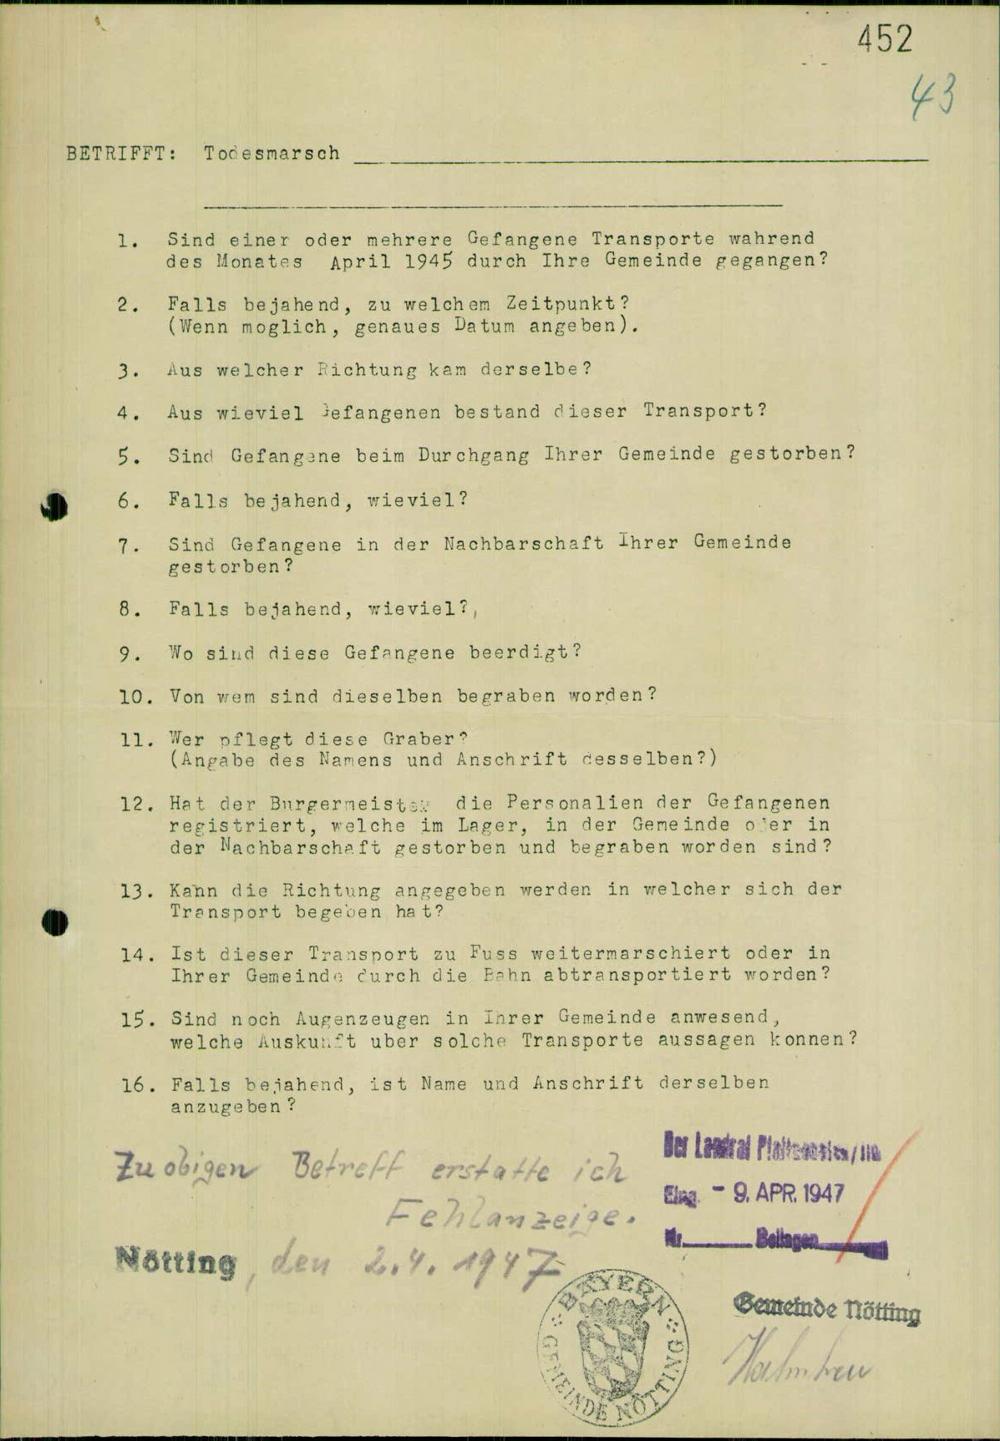 452
43
BETRIFFT: Todesmarsch
1. Sind einer oder mehrere Gefangene Transporte wahrend
des Monates April 1945 durch Ihre Gemeinde gegangen?
2. Falls bejahend, zu welchem Zeitpunkt?
(Wenn moglich, genaues Datum angeben).
3. Aus welcher Richtung kam derselbe?
4. Aus wieviel Gefangenen bestand dieser Transport?
5. Sind Gefangene beim Durchgang Ihrer Gemeinde gestorben?
6. Falls bejahend, wieviel?
7. Sind Gefangene in der Nachbarschaft Ihrer Gemeinde
gestorben?
8. Falls bejahend, wieviel?,
9. Wo sind diese Gefangene beerdigt?
10. Von wem sind dieselben begraben worden?
11. Wer pflegt diese Graber?
(Angabe des Namens und Anschrift desselben?)
12. Hat der Burgermeister die Personalien der Gefangenen
registriert, welche im Lager, in der Gemeinde oder in
der Nachbarschaft gestorben und begraben worden sind?
13. Kann die Richtung angegeben werden in welcher sich der
Transport begeben hat?
14. Ist dieser Transport zu Fuss weitermarschiert oder in
Ihrer Gemeinde durch die Bahn abtransportiert worden?
15. Sind noch Augenzeugen in Ihrer Gemeinde anwesend,
welche Auskunft uber solche Transporte aussagen konnen?
16. Falls bejahend, ist Name und Anschrift derselben
anzugeben?
Zu obigen Betreff erstatte ich
Fehlanzeige.
Nötting, den 2.4.1947
Der Landrat
Eing. - 9. APR. 1947
Nr. Beilagen
BAYERN
GEMEINDE NÖTTING
Gemeinde Nötting